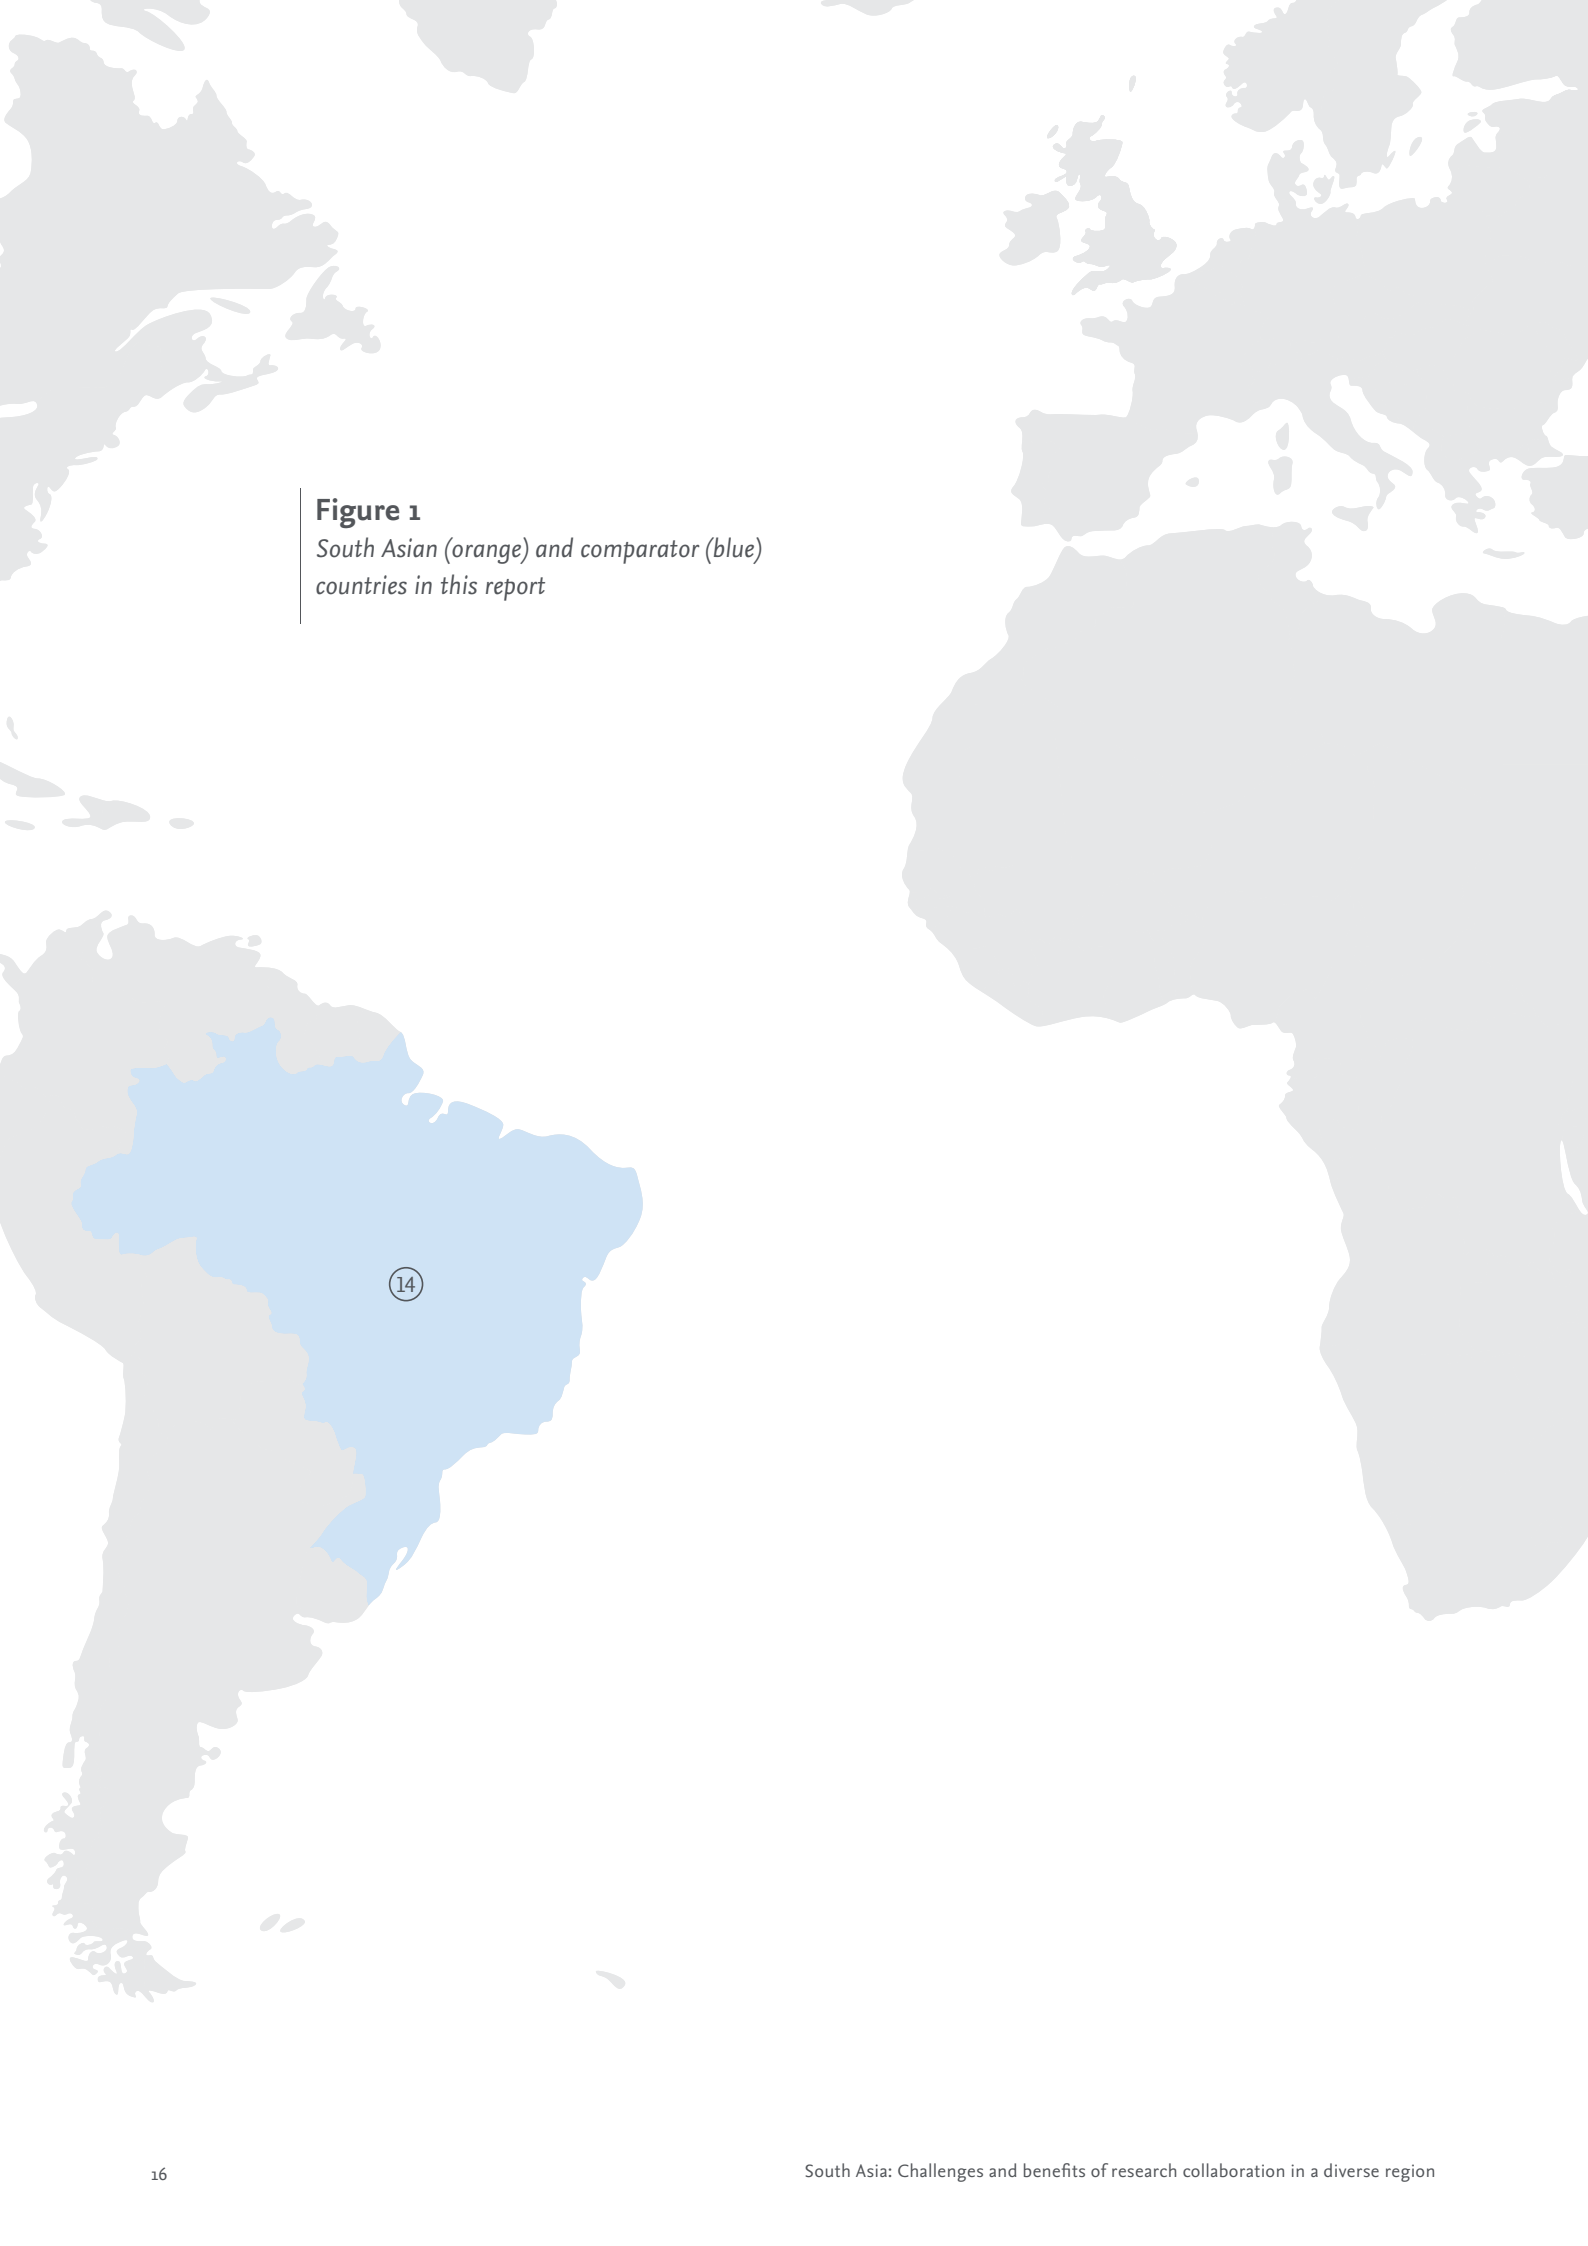 Figure 1
South Asian (orange) and comparator (blue)
countries in this report
14
16
South Asia: Challenges and benefits of research collaboration in a diverse region